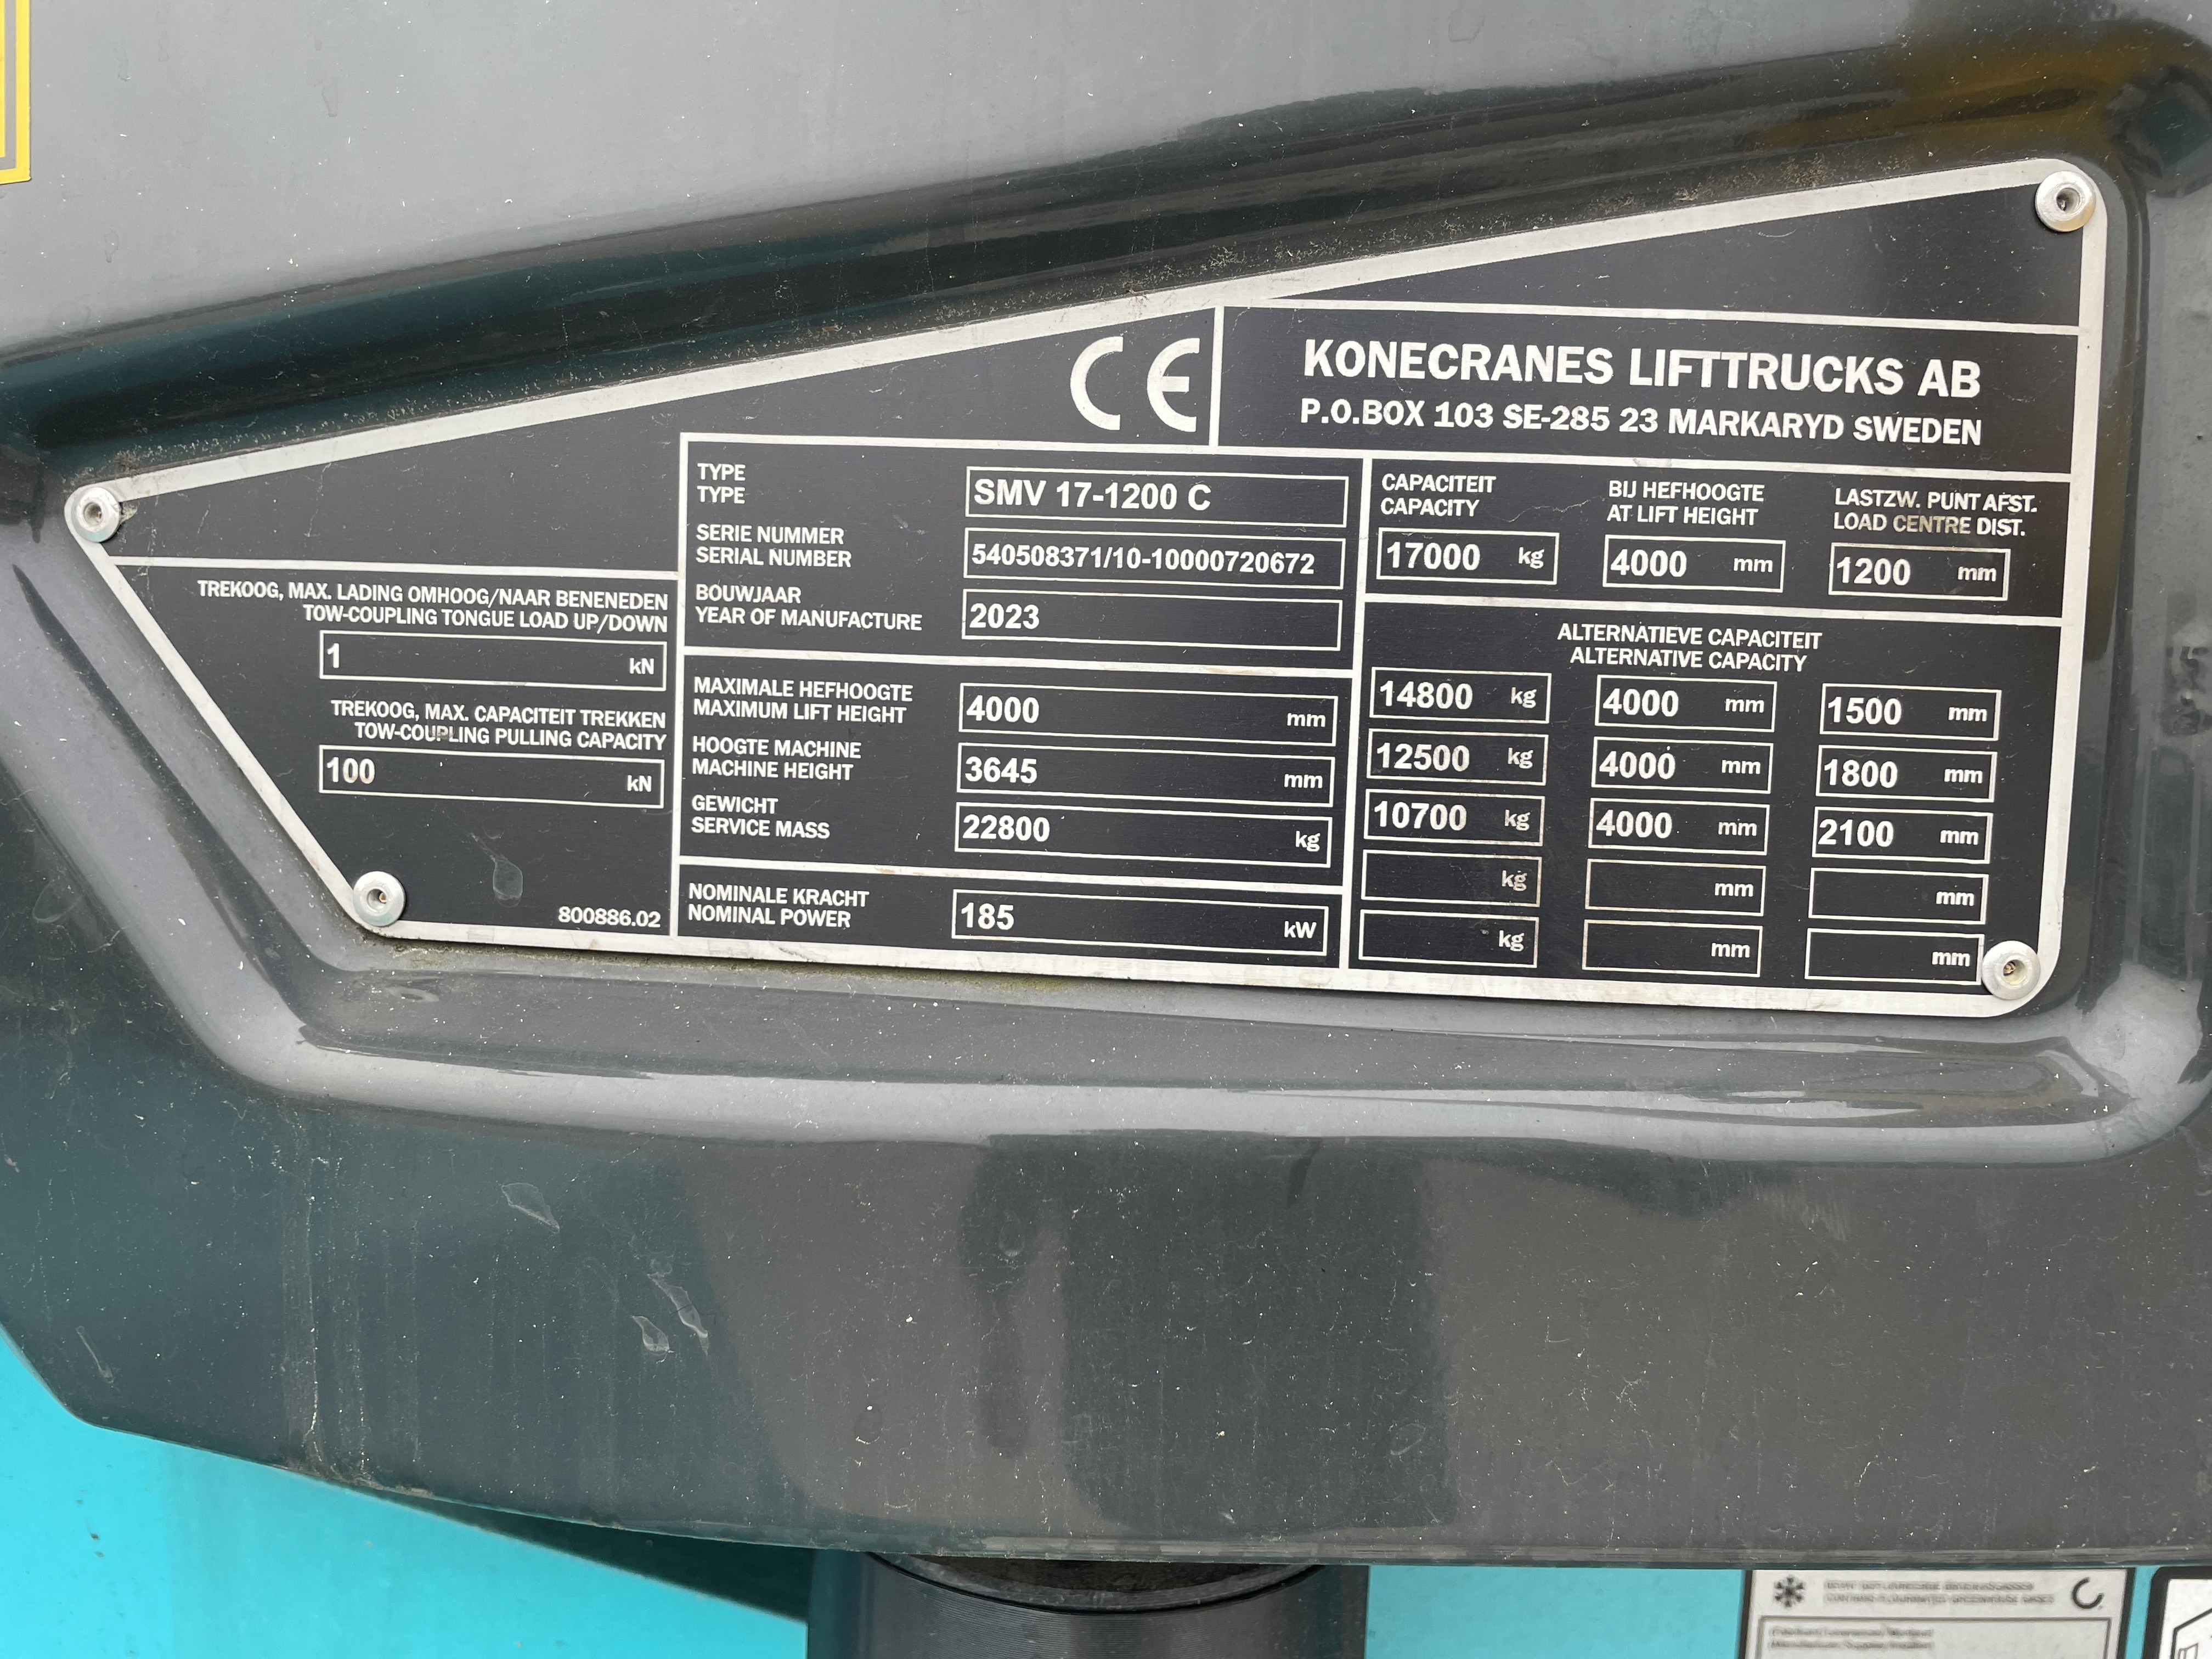 KONECRANES LIFTTRUCKS AB
P.O.BOX 103 SE-285 23 MARKARYD SWEDEN
CE
TREKOOG, MAX. LADING OMHOOG/NAAR BENENEDEN
TOW-COUPLING TONGUE LOAD UP/DOWN
1 kN
TREKOOG, MAX. CAPACITEIT TREKKEN
TOW-COUPLING PULLING CAPACITY
100 kN
800886.02
TYPE
TYPE
SMV 17-1200 C
SERIE NUMMER
SERIAL NUMBER
540508371/10-10000720672
BOUWJAAR
YEAR OF MANUFACTURE
2023
MAXIMALE HEFHOOGTE
MAXIMUM LIFT HEIGHT
4000 mm
HOOGTE MACHINE
MACHINE HEIGHT
3645 mm
GEWICHT
SERVICE MASS
22800 kg
NOMINALE KRACHT
NOMINAL POWER
185 kW
CAPACITEIT BIJ HEFHOOGTE LASTZW. PUNT AFST.
CAPACITY AT LIFT HEIGHT LOAD CENTRE DIST.
17000 kg 4000 mm 1200 mm
ALTERNATIEVE CAPACITEIT
ALTERNATIVE CAPACITY
14800 kg 4000 mm 1500 mm
12500 kg 4000 mm 1800 mm
10700 kg 4000 mm 2100 mm
kg mm mm
kg mm mm